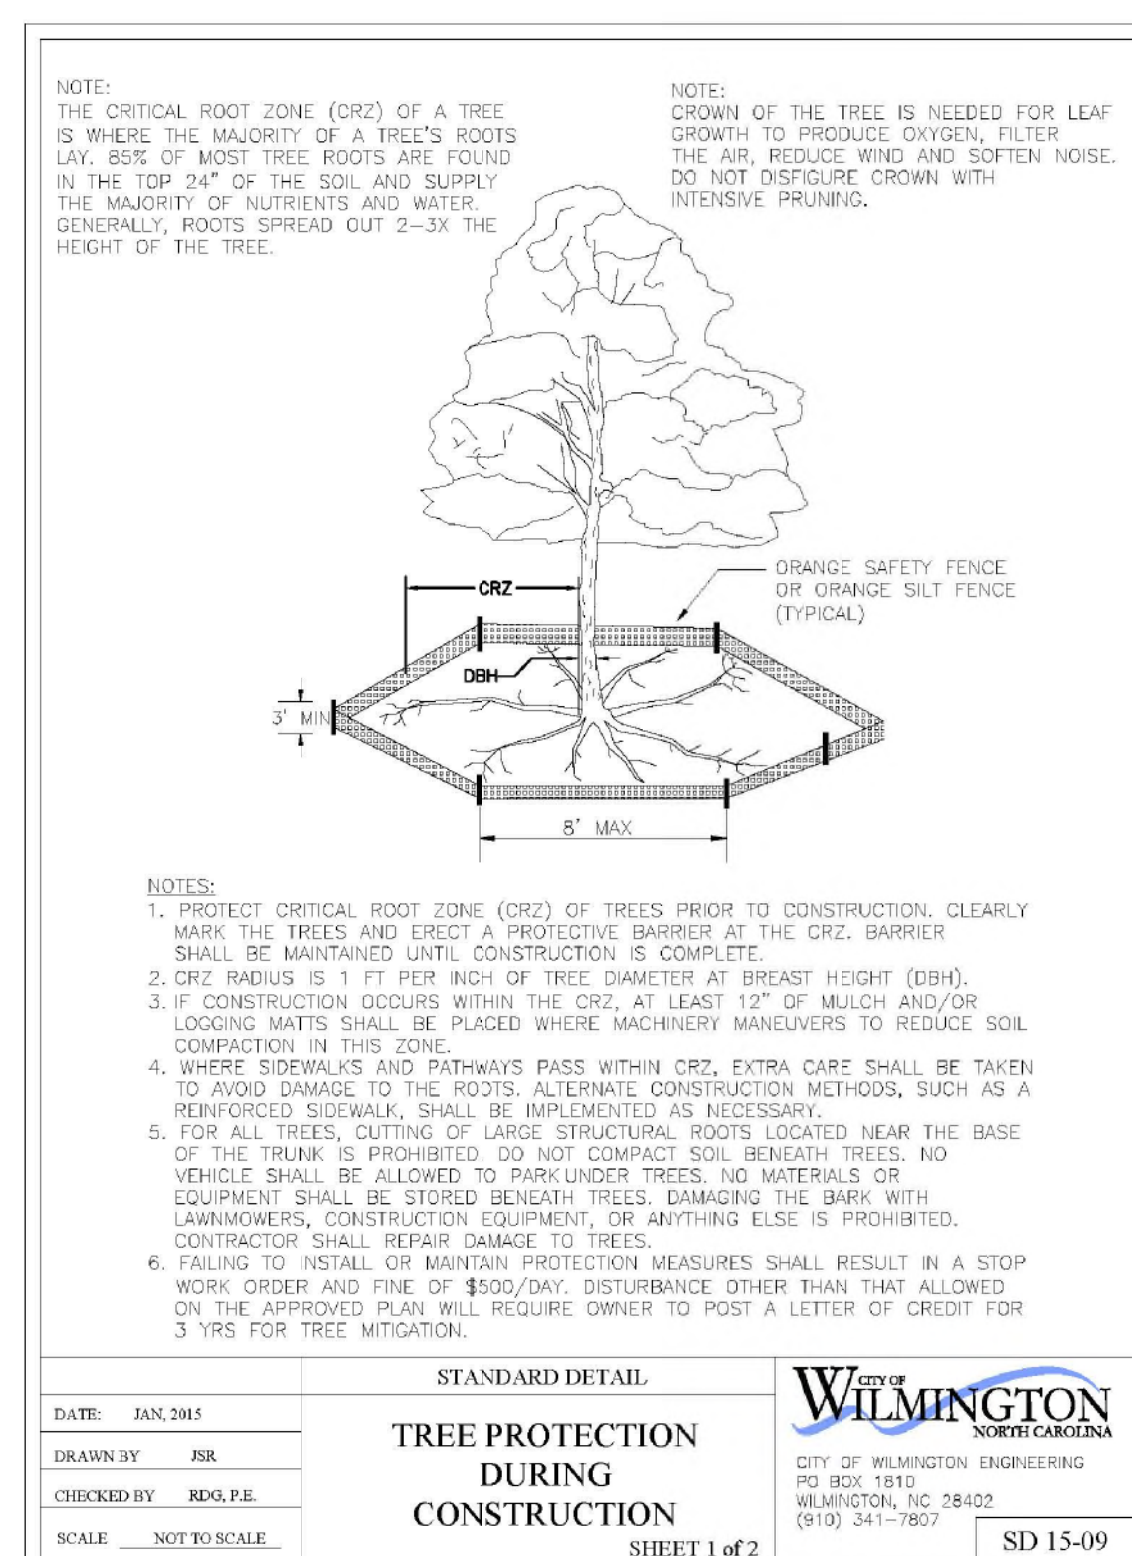 NOTE:
THE CRITICAL ROOT ZONE (CRZ) OF A TREE
IS WHERE THE MAJORITY OF A TREE'S ROOTS
LAY. 85% OF MOST TREE ROOTS ARE FOUND
IN THE TOP 24" OF THE SOIL AND SUPPLY
THE MAJORITY OF NUTRIENTS AND WATER.
GENERALLY, ROOTS SPREAD OUT 2-3X THE
HEIGHT OF THE TREE.
NOTE:
CROWN OF THE TREE IS NEEDED FOR LEAF
GROWTH TO PRODUCE OXYGEN, FILTER
THE AIR, REDUCE WIND AND SOFTEN NOISE.
DO NOT DISFIGURE CROWN WITH
INTENSIVE PRUNING.
ORANGE SAFETY FENCE
OR ORANGE SILT FENCE
(TYPICAL)
CRZ
DBH
3' MIN
8' MAX
NOTES:
1. PROTECT CRITICAL ROOT ZONE (CRZ) OF TREES PRIOR TO CONSTRUCTION. CLEARLY
MARK THE TREES AND ERECT A PROTECTIVE BARRIER AT THE CRZ. BARRIER
SHALL BE MAINTAINED UNTIL CONSTRUCTION IS COMPLETE.
2. CRZ RADIUS IS 1 FT PER INCH OF TREE DIAMETER AT BREAST HEIGHT (DBH).
3. IF CONSTRUCTION OCCURS WITHIN THE CRZ, AT LEAST 12" OF MULCH AND/OR
LOGGING MATTS SHALL BE PLACED WHERE MACHINERY MANEUVERS TO REDUCE SOIL
COMPACTION IN THIS ZONE.
4. WHERE SIDEWALKS AND PATHWAYS PASS WITHIN CRZ, EXTRA CARE SHALL BE TAKEN
TO AVOID DAMAGE TO THE ROOTS. ALTERNATE CONSTRUCTION METHODS, SUCH AS A
REINFORCED SIDEWALK, SHALL BE IMPLEMENTED AS NECESSARY.
5. FOR ALL TREES, CUTTING OF LARGE STRUCTURAL ROOTS LOCATED NEAR THE BASE
OF THE TRUNK IS PROHIBITED. DO NOT COMPACT SOIL BENEATH TREES. NO
VEHICLE SHALL BE ALLOWED TO PARK UNDER TREES. NO MATERIALS OR
EQUIPMENT SHALL BE STORED BENEATH TREES. DAMAGING THE BARK WITH
LAWNMOWERS, CONSTRUCTION EQUIPMENT, OR ANYTHING ELSE IS PROHIBITED.
CONTRACTOR SHALL REPAIR DAMAGE TO TREES.
6. FAILING TO INSTALL OR MAINTAIN PROTECTION MEASURES SHALL RESULT IN A STOP
WORK ORDER AND FINE OF $500/DAY. DISTURBANCE OTHER THAN THAT ALLOWED
ON THE APPROVED PLAN WILL REQUIRE OWNER TO POST A LETTER OF CREDIT FOR
3 YRS FOR TREE MITIGATION.
DATE: JAN, 2015
DRAWN BY JSR
CHECKED BY RDG, P.E.
SCALE NOT TO SCALE
STANDARD DETAIL
TREE PROTECTION
DURING
CONSTRUCTION
SHEET 1 of 2
CITY OF
WILMINGTON
NORTH CAROLINA
CITY OF WILMINGTON ENGINEERING
PO BOX 1810
WILMINGTON, NC 28402
(910) 341-7807
SD 15-09